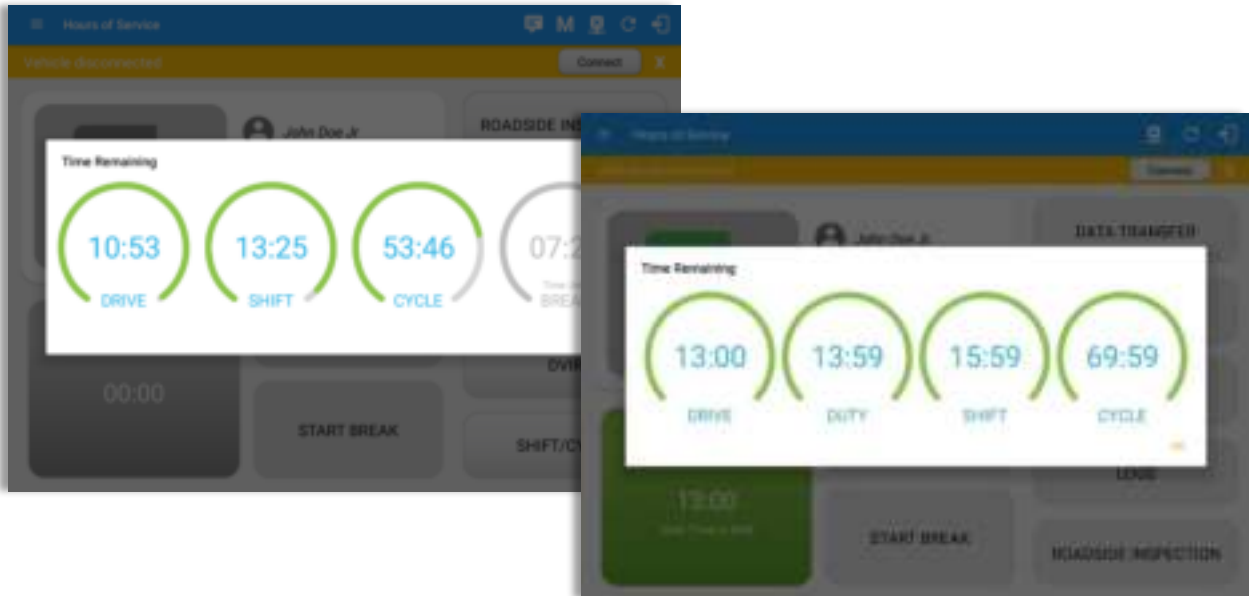 Hours of Service
M
Vehicle disconnected
Connect X
John Doe Jr
ROADSIDE INS
Time Remaining
10:53
DRIVE
13:25
SHIFT
53:46
CYCLE
07:2
BREA
00:00
START BREAK
DVIR
SHIFT/CY
Hours of Service
Connect
John Doe Jr
DATA TRANSFER
Time Remaining
13:00
DRIVE
13:59
DUTY
15:59
SHIFT
69:59
CYCLE
13:00
START BREAK
LOGS
ROADSIDE INSPECTION